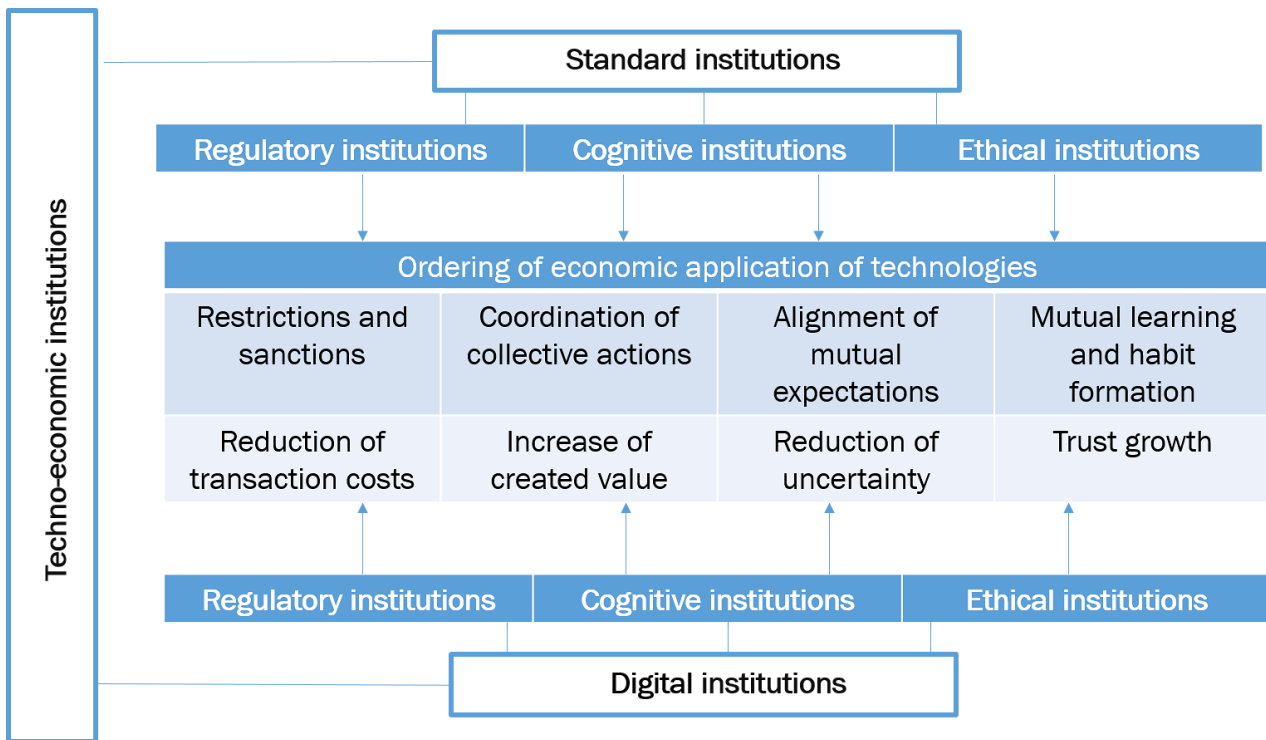 Techno-economic institutions
Standard institutions
Regulatory institutions
Cognitive institutions
Ethical institutions
Ordering of economic application of technologies
Restrictions and
sanctions
Coordination of
collective actions
Alignment of
mutual
expectations
Mutual learning
and habit
formation
Reduction of
transaction costs
Increase of
created value
Reduction of
uncertainty
Trust growth
Regulatory institutions
Cognitive institutions
Ethical institutions
Digital institutions